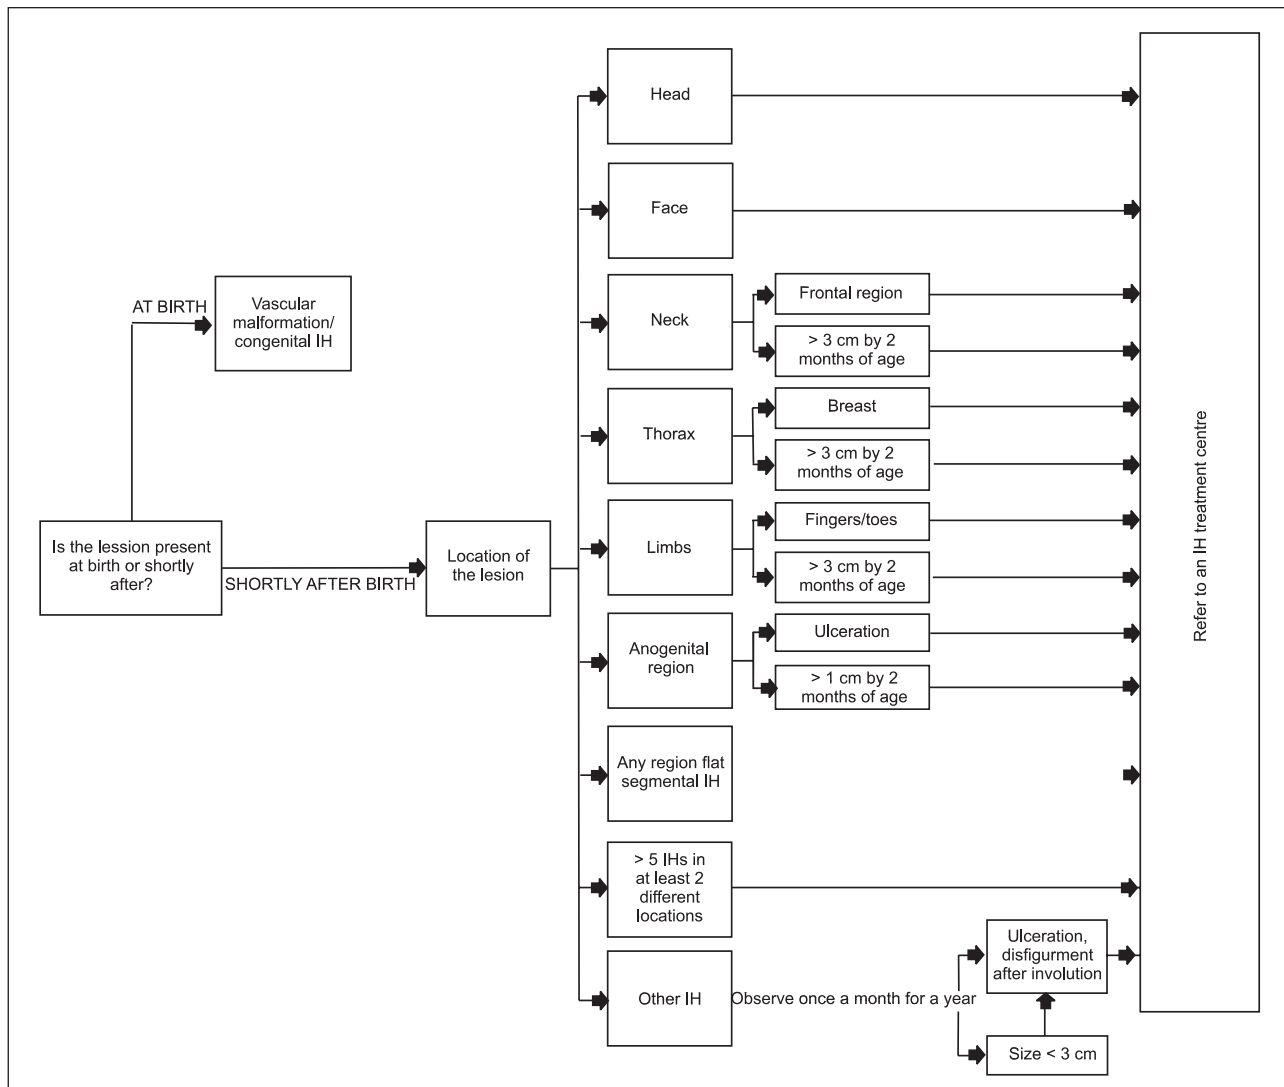 Head
Face
AT BIRTH
Vascular
malformation/
congenital IH
Neck
Frontal region
> 3 cm by 2
months of age
Thorax
Breast
> 3 cm by 2
months of age
Is the lession present
at birth or shortly
after?
SHORTLY AFTER BIRTH
Location of
the lesion
Limbs
Fingers/toes
> 3 cm by 2
months of age
Anogenital
region
Ulceration
> 1 cm by 2
months of age
Any region flat
segmental IH
> 5 IHs in
at least 2
different
locations
Other IH
Observe once a month for a year
Ulceration,
disfigurment
after involution
Size < 3 cm
Refer to an IH treatment centre